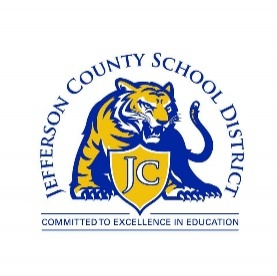 JEFFERSON COUNTY SCHOOL DISTRICT
JC
COMMITTED TO EXCELLENCE IN EDUCATION